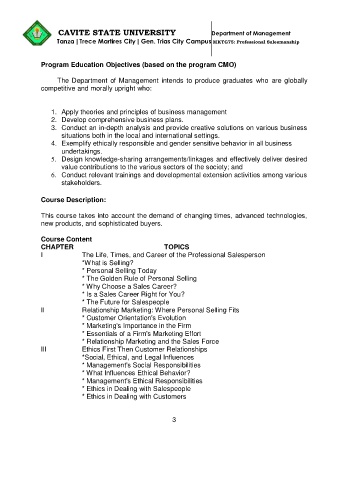 CAVITE STATE UNIVERSITY
Department of Management
Tanza | Trece Martires City | Gen. Trias City Campus
MKTG75: Professional Salesmanship
Program Education Objectives (based on the program CMO)
The Department of Management intends to produce graduates who are globally
competitive and morally upright who:
1. Apply theories and principles of business management
2. Develop comprehensive business plans.
3. Conduct an in-depth analysis and provide creative solutions on various business
situations both in the local and international settings.
4. Exemplify ethically responsible and gender sensitive behavior in all business
undertakings.
5. Design knowledge-sharing arrangements/linkages and effectively deliver desired
value contributions to the various sectors of the society; and
6. Conduct relevant trainings and developmental extension activities among various
stakeholders.
Course Description:
This course takes into account the demand of changing times, advanced technologies,
new products, and sophisticated buyers.
Course Content
CHAPTER TOPICS
I The Life, Times, and Career of the Professional Salesperson
*What is Selling?
* Personal Selling Today
* The Golden Rule of Personal Selling
* Why Choose a Sales Career?
* Is a Sales Career Right for You?
* The Future for Salespeople
II Relationship Marketing: Where Personal Selling Fits
* Customer Orientation's Evolution
* Marketing's Importance in the Firm
* Essentials of a Firm's Marketing Effort
* Relationship Marketing and the Sales Force
III Ethics First Then Customer Relationships
*Social, Ethical, and Legal Influences
* Management's Social Responsibilities
* What Influences Ethical Behavior?
* Management's Ethical Responsibilities
* Ethics in Dealing with Salespeople
* Ethics in Dealing with Customers
3